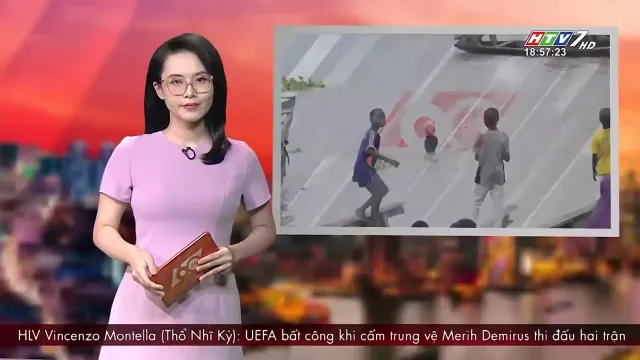 HTV7 HD
18:57:23
HLV Vincenzo Montella (Thổ Nhĩ Kỳ): UEFA bất công khi cấm trung vệ Merih Demirus thi đấu hai trận